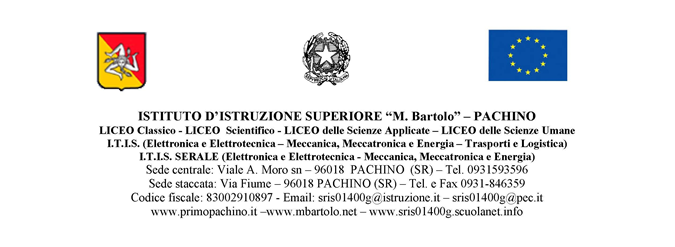 ISTITUTO D'ISTRUZIONE SUPERIORE “M. Bartolo” – PACHINO
LICEO Classico - LICEO Scientifico - LICEO delle Scienze Applicate – LICEO delle Scienze Umane
I.T.I.S. (Elettronica e Elettrotecnica – Meccanica, Meccatronica e Energia – Trasporti e Logistica)
I.T.I.S. SERALE (Elettronica e Elettrotecnica - Meccanica, Meccatronica e Energia)
Sede centrale: Viale A. Moro sn – 96018 PACHINO (SR) – Tel. 0931593596
Sede staccata: Via Fiume – 96018 PACHINO (SR) – Tel. e Fax 0931-846359
Codice fiscale: 83002910897 - Email: sris01400g@istruzione.it – sris01400g@pec.it
www.primopachino.it –www.mbartolo.net – www.sris01400g.scuolanet.info